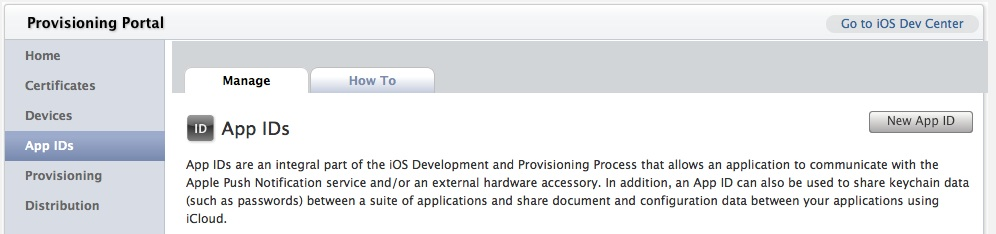 Provisioning Portal
Go to iOS Dev Center
Home
Certificates
Devices
App IDs
Provisioning
Distribution
Manage
How To
ID App IDs
New App ID
App IDs are an integral part of the iOS Development and Provisioning Process that allows an application to communicate with the
Apple Push Notification service and/or an external hardware accessory. In addition, an App ID can also be used to share keychain data
(such as passwords) between a suite of applications and share document and configuration data between your applications using
iCloud.